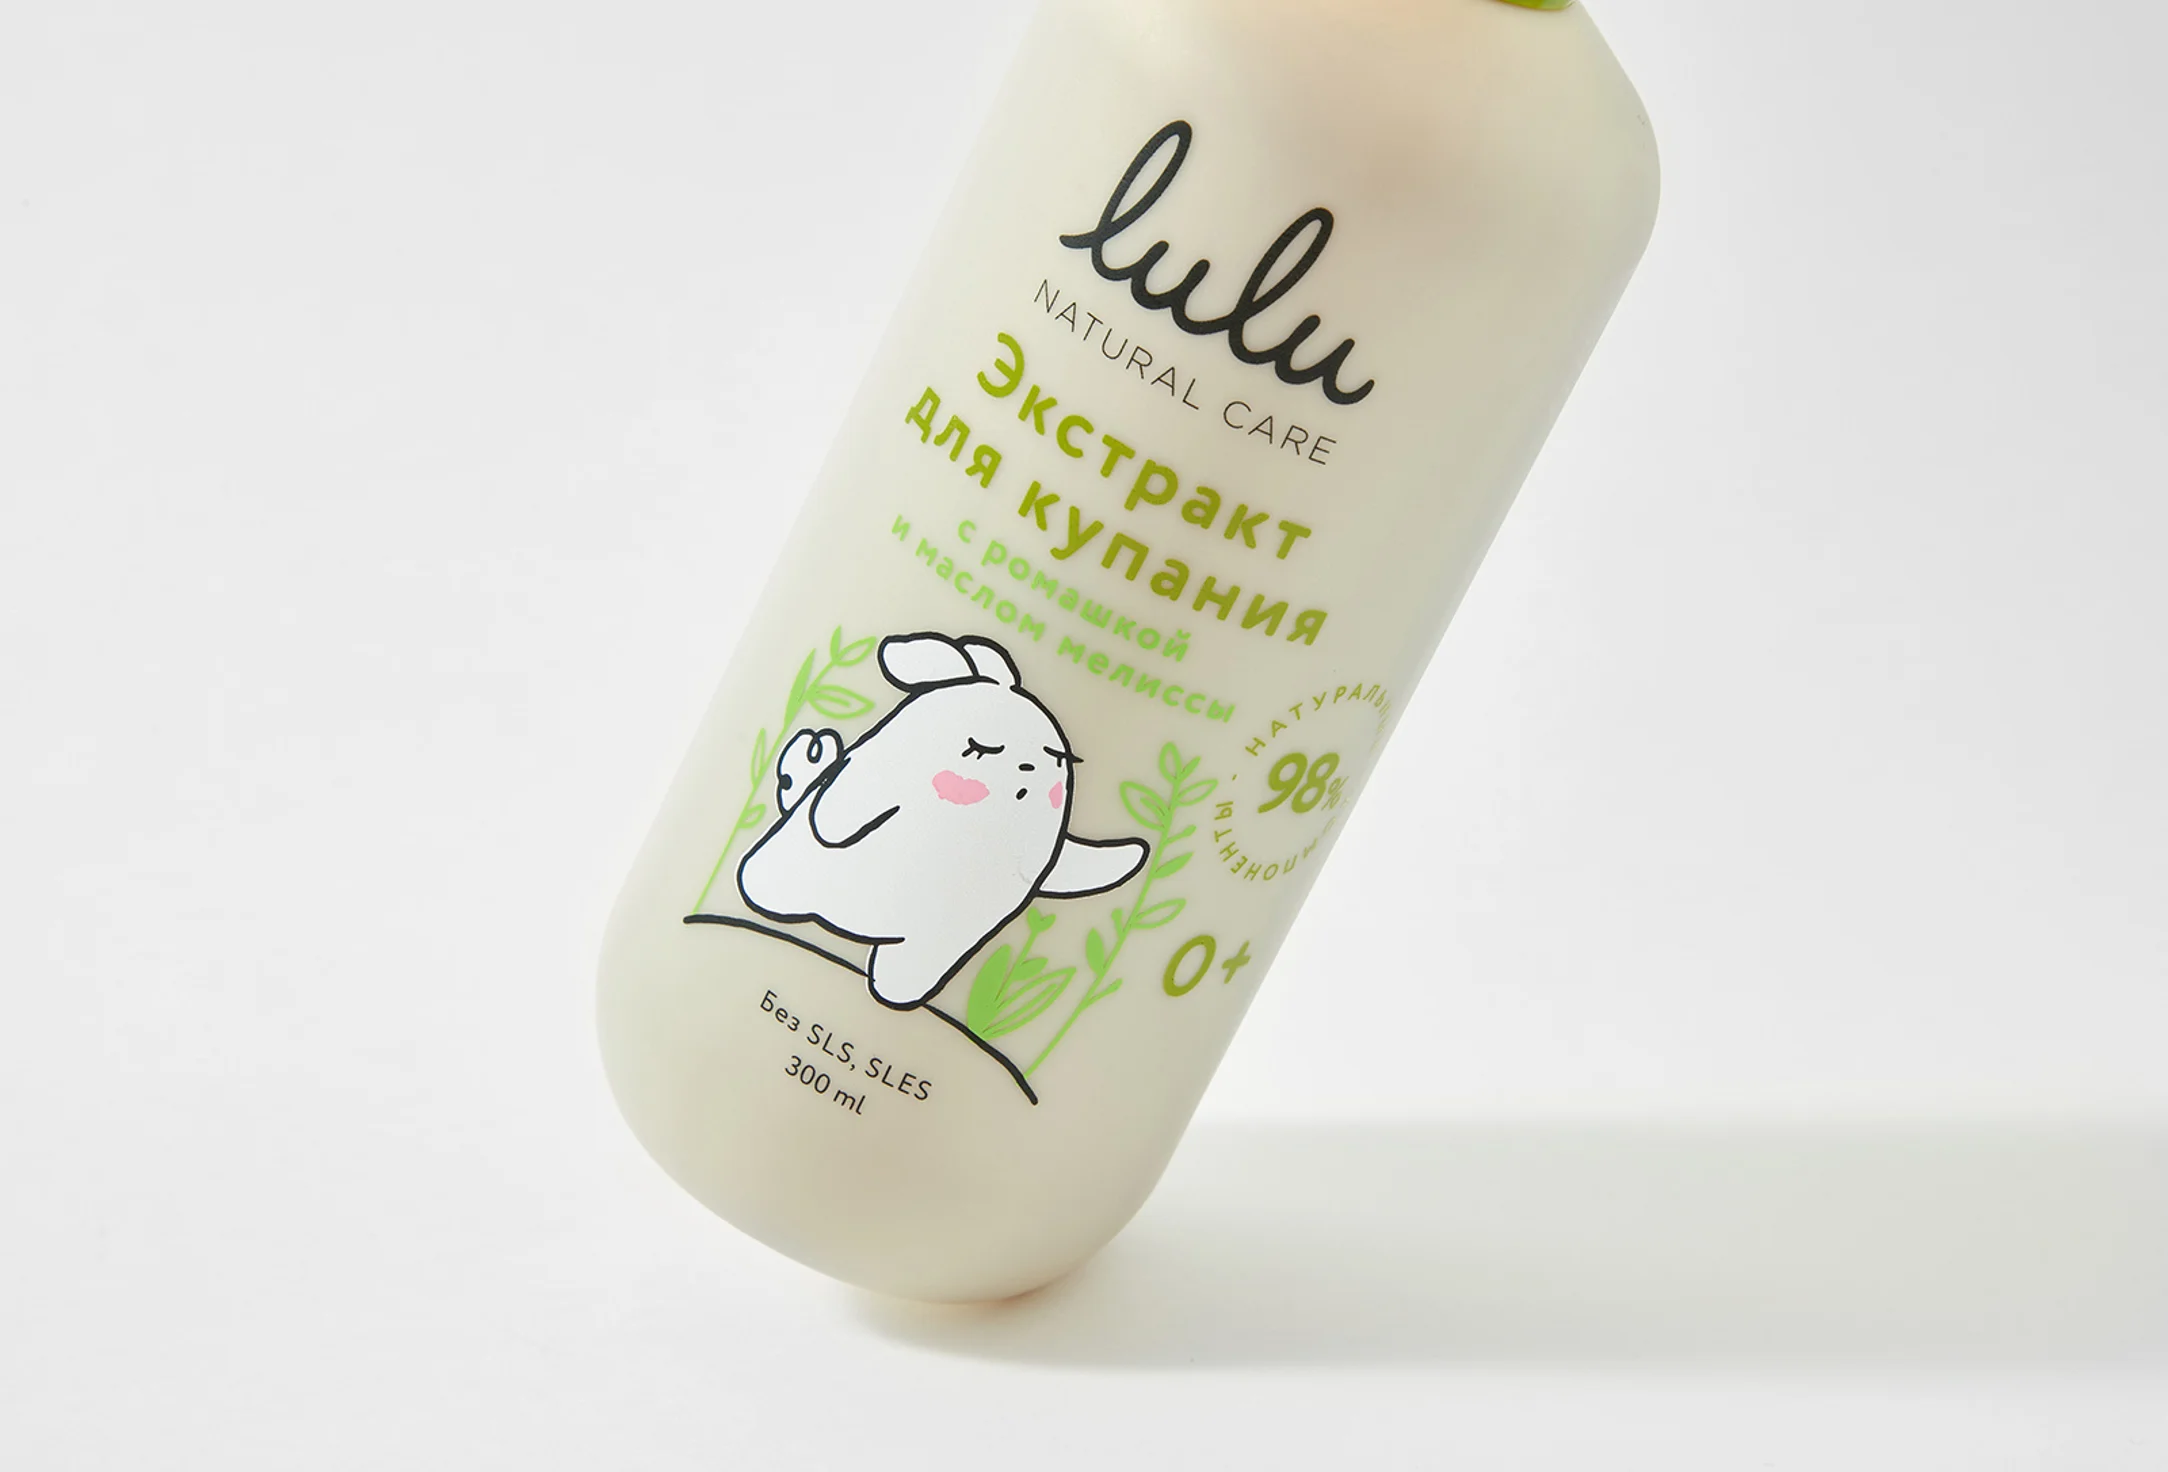 lulu
NATURAL CARE
Экстракт
для купания
с ромашкой
и маслом мелиссы
98%
0+
Без SLS, SLES
300 ml